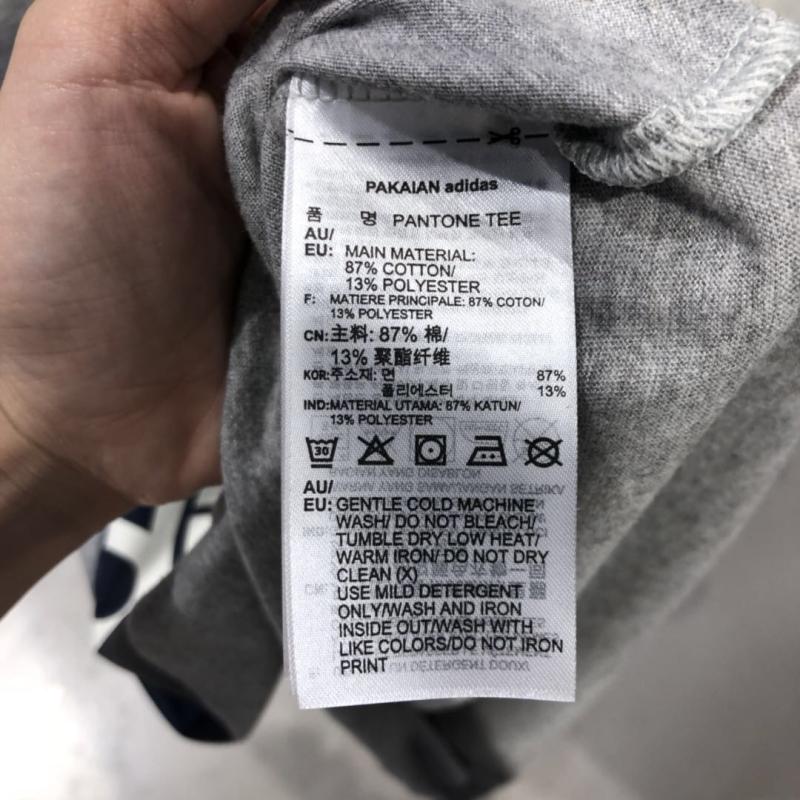 PAKAIAN adidas
품 명 PANTONE TEE
AU/
EU: MAIN MATERIAL:
87% COTTON/
13% POLYESTER
F: MATIERE PRINCIPALE: 87% COTON/
13% POLYESTER
CN:主料: 87% 棉/
13% 聚酯纤维
KOR:주소재: 면 87%
폴리에스터 13%
IND:MATERIAL UTAMA: 87% KATUN/
13% POLYESTER
30
AU/
EU: GENTLE COLD MACHINE
WASH/ DO NOT BLEACH/
TUMBLE DRY LOW HEAT/
WARM IRON/ DO NOT DRY
CLEAN (X)
USE MILD DETERGENT
ONLY/WASH AND IRON
INSIDE OUT/WASH WITH
LIKE COLORS/DO NOT IRON
PRINT